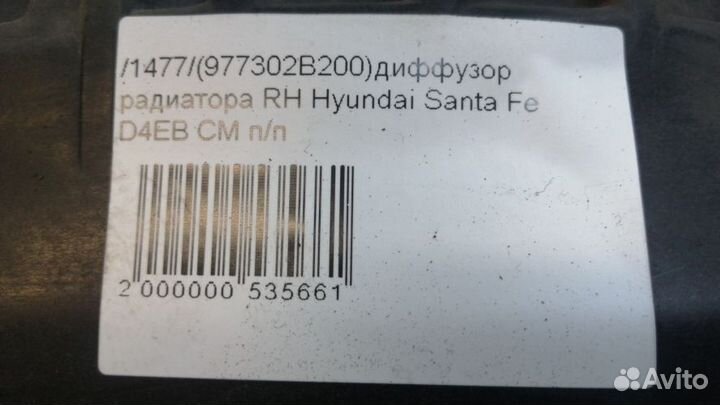 /1477/(977302B200)диффузор
радиатора RH Hyundai Santa Fe
D4EB CM п/п
2 000000 535661
Avito